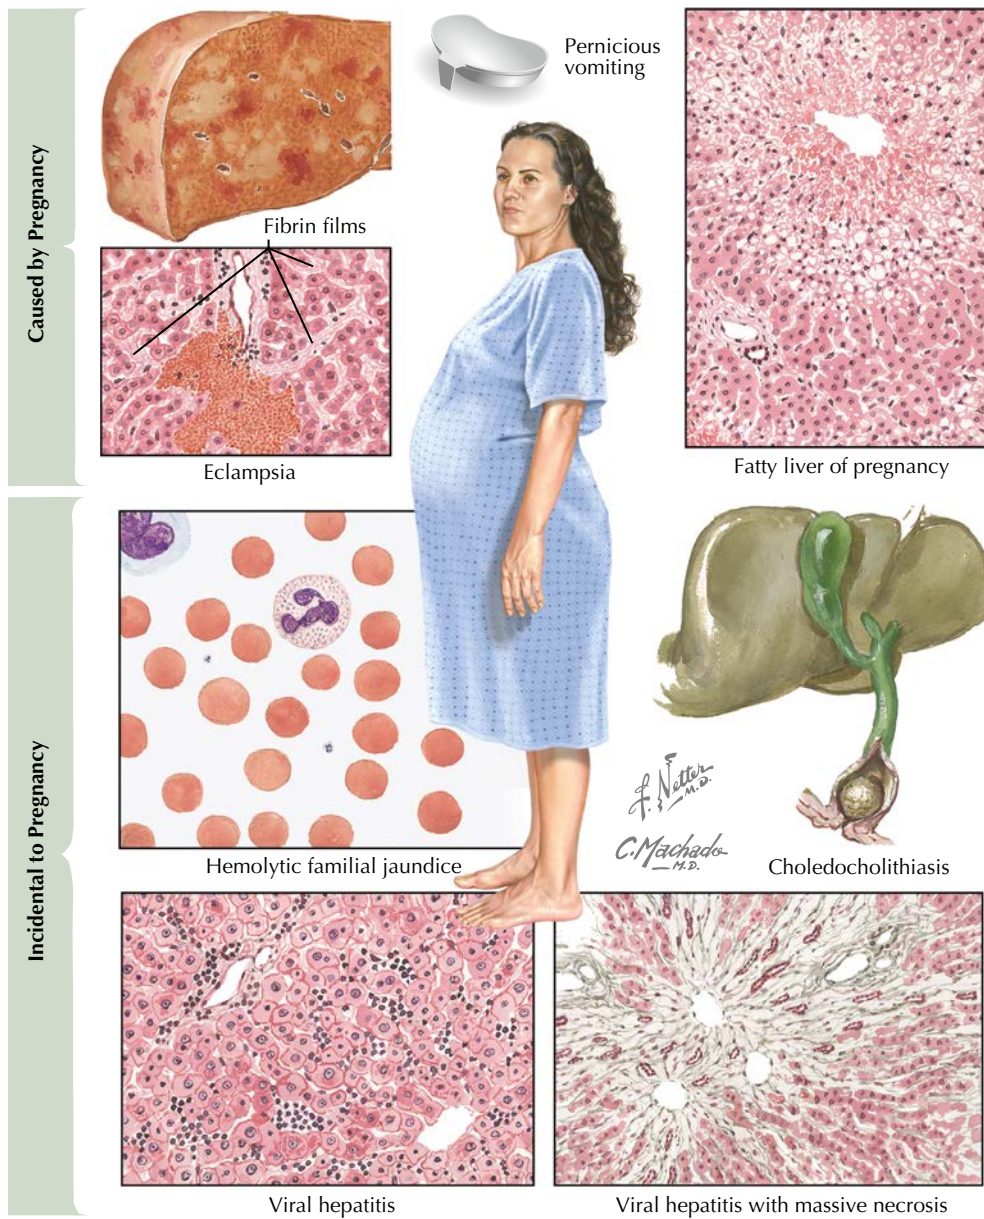 Caused by Pregnancy
Pernicious
vomiting
Fibrin films
Eclampsia
Fatty liver of pregnancy
Incidental to Pregnancy
Hemolytic familial jaundice
F. Netter
M.D.
C. Machado
M.D.
Choledocholithiasis
Viral hepatitis
Viral hepatitis with massive necrosis